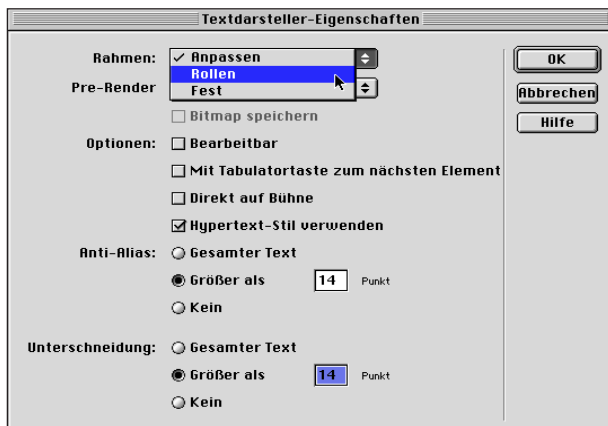 Textdarsteller-Eigenschaften
Rahmen:
Anpassen
Rollen
Fest
Pre-Render
Bitmap speichern
Optionen:
Bearbeitbar
Mit Tabulatortaste zum nächsten Element
Direkt auf Bühne
Hypertext-Stil verwenden
Anti-Alias:
Gesamter Text
Größer als 14 Punkt
Kein
Unterschneidung:
Gesamter Text
Größer als 14 Punkt
Kein
OK
Abbrechen
Hilfe